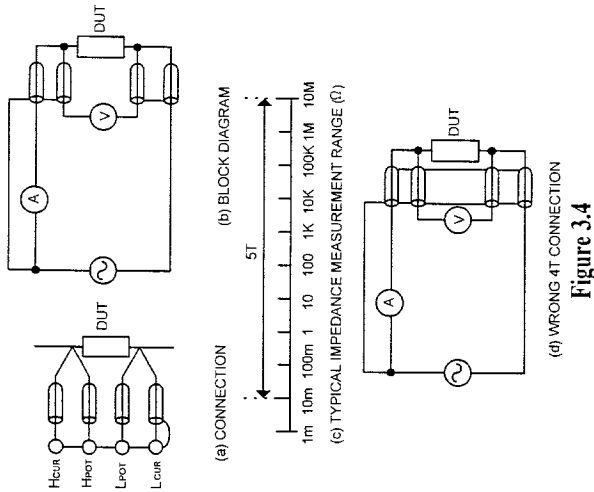 HCUR
HPOT
LPOT
LCUR
DUT
(a) CONNECTION
A
V
DUT
(b) BLOCK DIAGRAM
5T
1m 10m 100m 1 10 100 1K 10K 100K 1M 10M
(c) TYPICAL IMPEDANCE MEASUREMENT RANGE (Ω)
A
V
DUT
(d) WRONG 4T CONNECTION
Figure 3.4